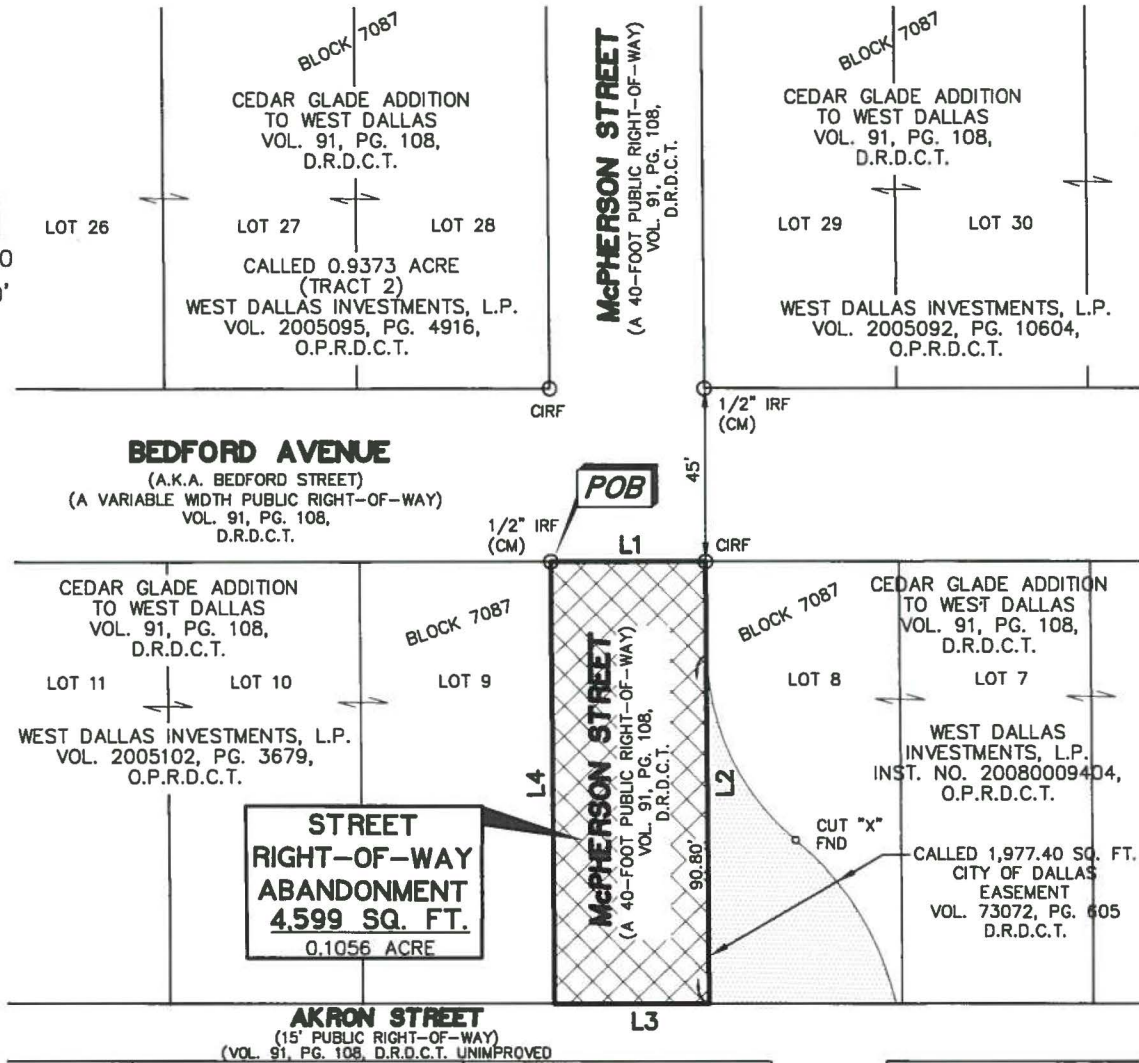 BLOCK 7087
CEDAR GLADE ADDITION
TO WEST DALLAS
VOL. 91, PG. 108,
D.R.D.C.T.
LOT 26
LOT 27
LOT 28
CALLED 0.9373 ACRE
(TRACT 2)
WEST DALLAS INVESTMENTS, L.P.
VOL. 2005095, PG. 4916,
O.P.R.D.C.T.
McPHERSON STREET
(A 40-FOOT PUBLIC RIGHT-OF-WAY)
VOL. 91, PG. 108,
D.R.D.C.T.
BLOCK 7087
CEDAR GLADE ADDITION
TO WEST DALLAS
VOL. 91, PG. 108,
D.R.D.C.T.
LOT 29
LOT 30
WEST DALLAS INVESTMENTS, L.P.
VOL. 2005092, PG. 10604,
O.P.R.D.C.T.
CIRF
1/2" IRF
(CM)
45'
BEDFORD AVENUE
(A.K.A. BEDFORD STREET)
(A VARIABLE WIDTH PUBLIC RIGHT-OF-WAY)
VOL. 91, PG. 108,
D.R.D.C.T.
POB
1/2" IRF
(CM)
L1
CIRF
CEDAR GLADE ADDITION
TO WEST DALLAS
VOL. 91, PG. 108,
D.R.D.C.T.
BLOCK 7087
LOT 11
LOT 10
LOT 9
WEST DALLAS INVESTMENTS, L.P.
VOL. 2005102, PG. 3679,
O.P.R.D.C.T.
L4
McPHERSON STREET
(A 40-FOOT PUBLIC RIGHT-OF-WAY)
VOL. 91, PG. 108,
D.R.D.C.T.
90.80'
L2
BLOCK 7087
CEDAR GLADE ADDITION
TO WEST DALLAS
VOL. 91, PG. 108,
D.R.D.C.T.
LOT 8
LOT 7
WEST DALLAS
INVESTMENTS, L.P.
INST. NO. 20080009404,
O.P.R.D.C.T.
CUT "X"
FND
CALLED 1,977.40 SQ. FT.
CITY OF DALLAS
EASEMENT
VOL. 73072, PG. 605
D.R.D.C.T.
STREET
RIGHT-OF-WAY
ABANDONMENT
4,599 SQ. FT.
0.1056 ACRE
L3
AKRON STREET
(15' PUBLIC RIGHT-OF-WAY)
(VOL. 91, PG. 108, D.R.D.C.T. UNIMPROVED